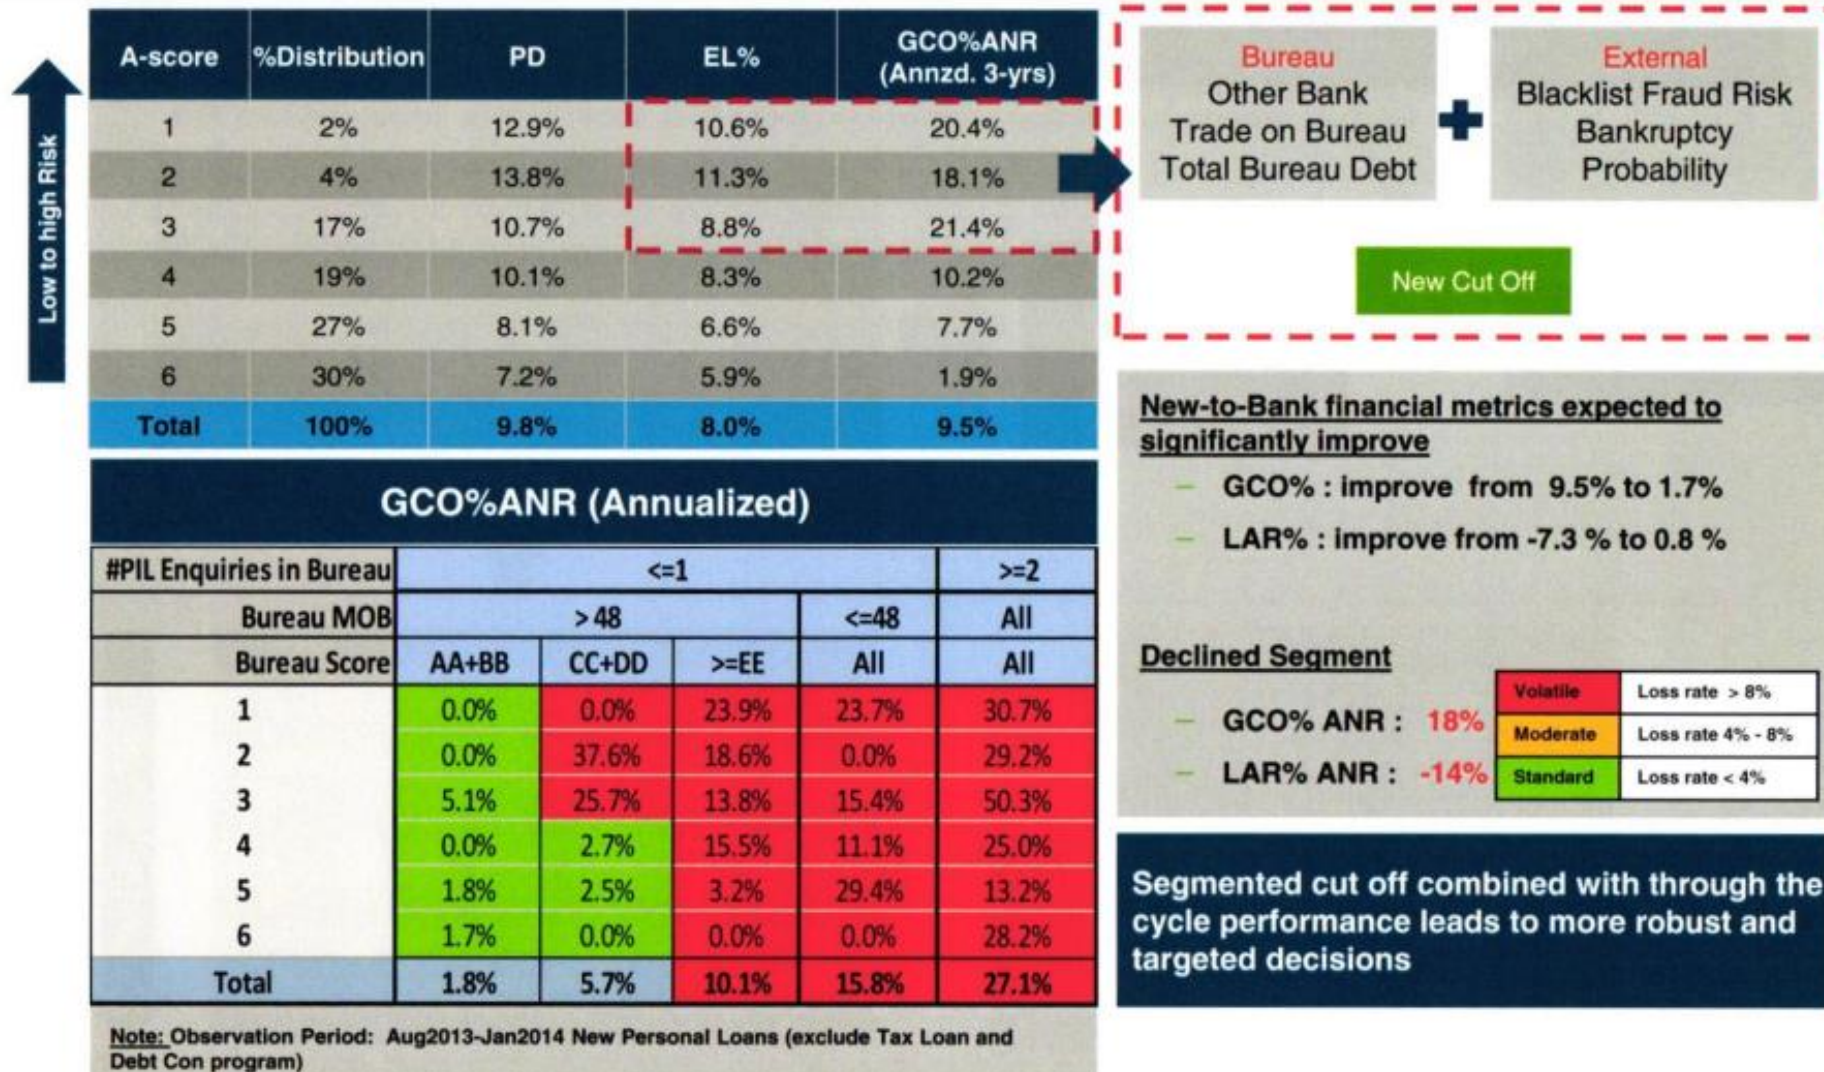 Low to high Risk
A-score %Distribution PD EL% GCO%ANR (Annzd. 3-yrs)
1 2% 12.9% 10.6% 20.4%
2 4% 13.8% 11.3% 18.1%
3 17% 10.7% 8.8% 21.4%
4 19% 10.1% 8.3% 10.2%
5 27% 8.1% 6.6% 7.7%
6 30% 7.2% 5.9% 1.9%
Total 100% 9.8% 8.0% 9.5%
Bureau
Other Bank
Trade on Bureau
Total Bureau Debt
External
Blacklist Fraud Risk
Bankruptcy
Probability
New Cut Off
GCO%ANR (Annualized)
#PIL Enquiries in Bureau <=1 >=2
Bureau MOB > 48 <=48 All
Bureau Score AA+BB CC+DD >=EE All All
1 0.0% 0.0% 23.9% 23.7% 30.7%
2 0.0% 37.6% 18.6% 0.0% 29.2%
3 5.1% 25.7% 13.8% 15.4% 50.3%
4 0.0% 2.7% 15.5% 11.1% 25.0%
5 1.8% 2.5% 3.2% 29.4% 13.2%
6 1.7% 0.0% 0.0% 0.0% 28.2%
Total 1.8% 5.7% 10.1% 15.8% 27.1%
Note: Observation Period: Aug2013-Jan2014 New Personal Loans (exclude Tax Loan and
Debt Con program)
New-to-Bank financial metrics expected to
significantly improve
– GCO% : improve from 9.5% to 1.7%
– LAR% : improve from -7.3 % to 0.8 %
Declined Segment
– GCO% ANR : 18%
– LAR% ANR : -14%
Volatile Loss rate > 8%
Moderate Loss rate 4% - 8%
Standard Loss rate < 4%
Segmented cut off combined with through the
cycle performance leads to more robust and
targeted decisions